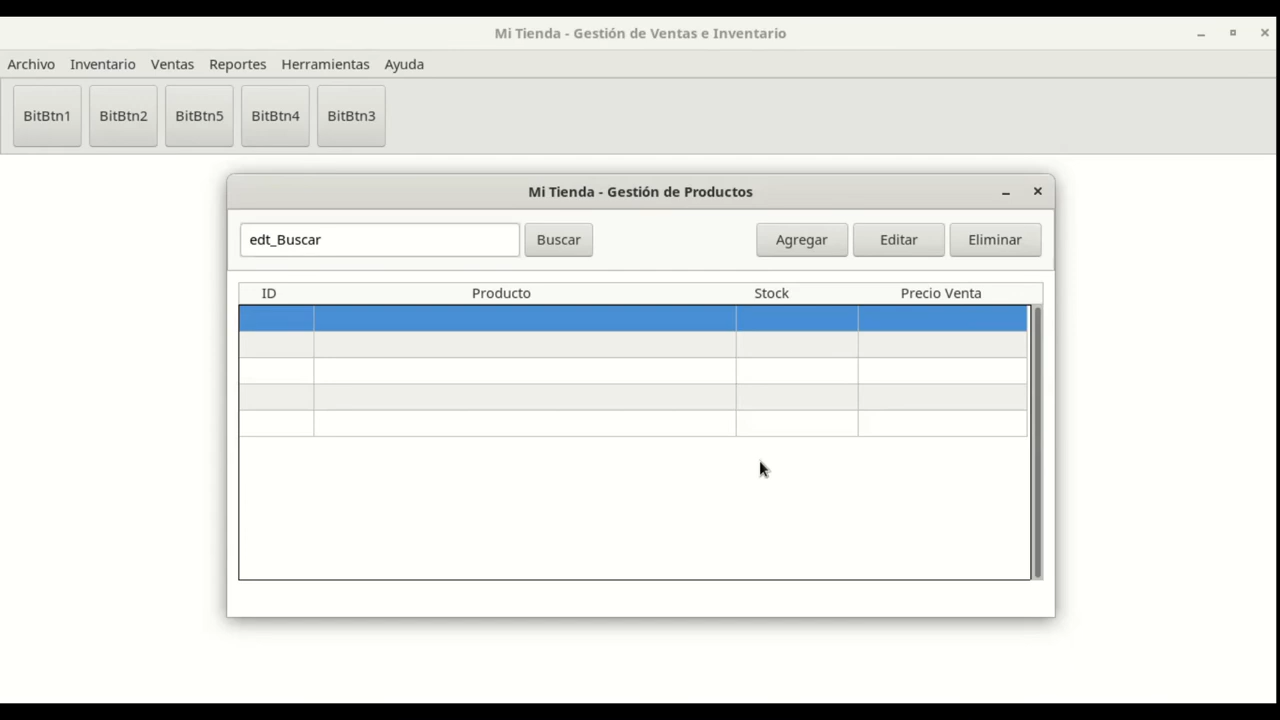 Mi Tienda - Gestión de Ventas e Inventario
Archivo Inventario Ventas Reportes Herramientas Ayuda
BitBtn1 BitBtn2 BitBtn5 BitBtn4 BitBtn3
Mi Tienda - Gestión de Productos
edt_Buscar Buscar Agregar Editar Eliminar
ID Producto Stock Precio Venta